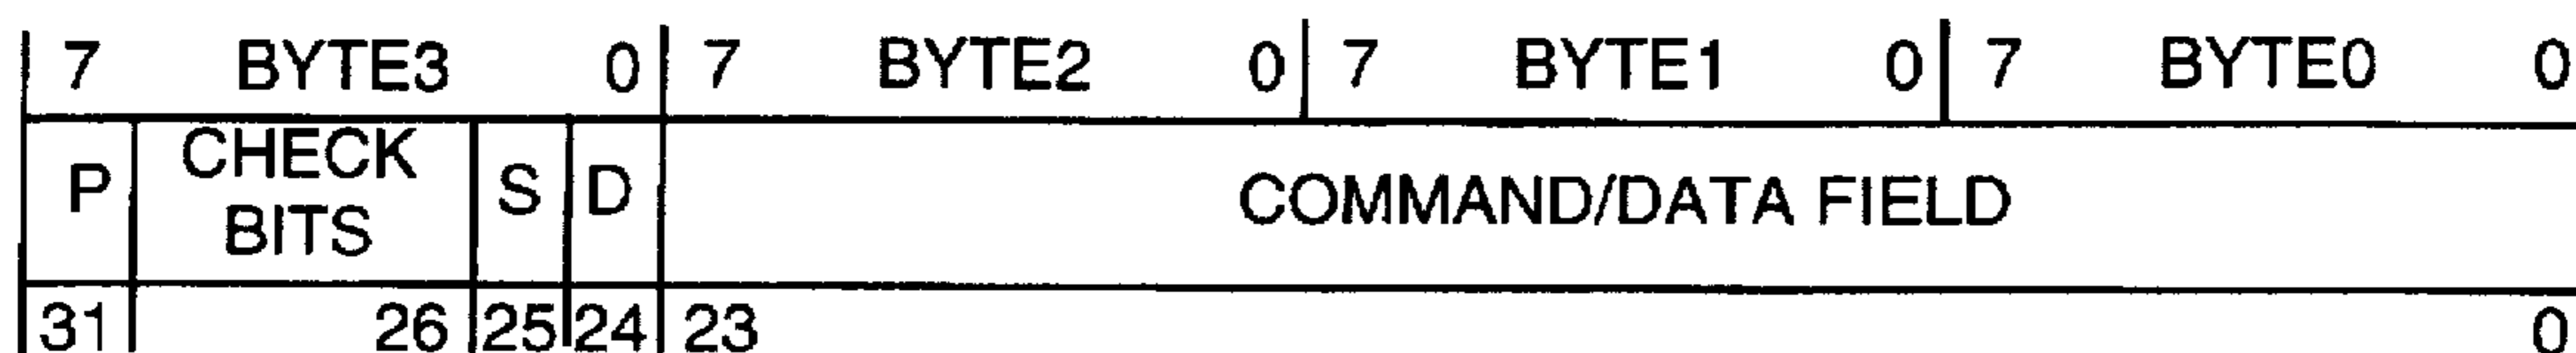 7 BYTE3 0 7 BYTE2 0 7 BYTE1 0 7 BYTE0 0
P CHECK BITS S D COMMAND/DATA FIELD
31 26 25 24 23 0